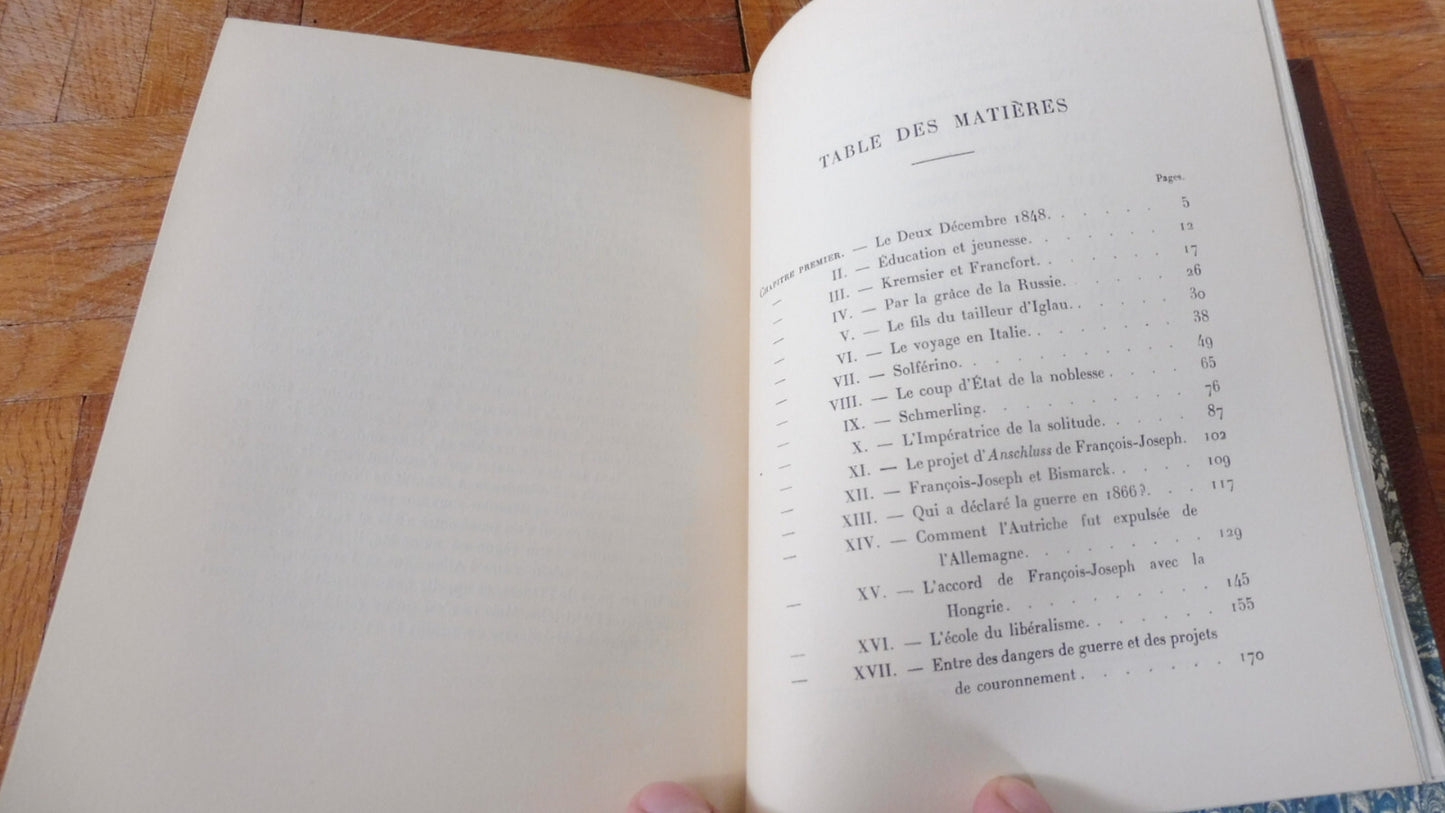 TABLE DES MATIÈRES
Pages.
CHAPITRE PREMIER. — Le Deux Décembre 1848. . . . . . 5
— II. — Éducation et jeunesse. . . . . . . 12
— III. — Kremsier et Francfort. . . . . . . 17
— IV. — Par la grâce de la Russie. . . . . . 26
— V. — Le fils du tailleur d'Iglau. . . . . . 30
— VI. — Le voyage en Italie. . . . . . . . 38
— VII. — Solférino. . . . . . . . . . . 49
— VIII. — Le coup d'État de la noblesse . . . . 65
— IX. — Schmerling. . . . . . . . . . 76
— X. — L'Impératrice de la solitude. . . . . 87
— XI. — Le projet d'Anschluss de François-Joseph. 102
— XII. — François-Joseph et Bismarck. . . . . 109
— XIII. — Qui a déclaré la guerre en 1866?. . . . 117
— XIV. — Comment l'Autriche fut expulsée de
l'Allemagne. . . . . . . . . . 129
— XV. — L'accord de François-Joseph avec la
Hongrie. . . . . . . . . . . 145
— XVI. — L'école du libéralisme. . . . . . . 155
— XVII. — Entre des dangers de guerre et des projets
de couronnement . . . . . . . 170